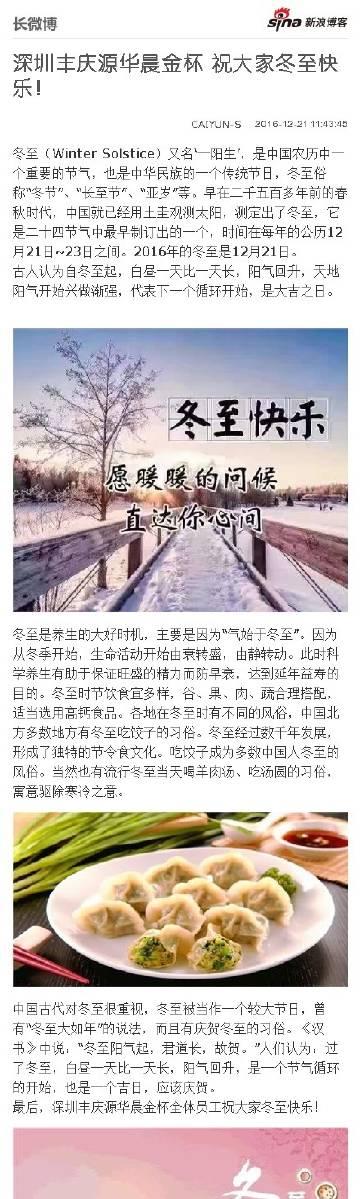 长微博
sina 新浪博客
深圳丰庆源华晨金杯 祝大家冬至快
乐!
CAIYUN-S 2016-12-21 11:43:45
冬至（Winter Solstice）又名‘一阳生’，是中国农历中一
个重要的节气，也是中华民族的一个传统节日，冬至俗
称“冬节”、“长至节”、“亚岁”等。早在二千五百多年前的春
秋时代，中国就已经用土圭观测太阳，测定出了冬至，它
是二十四节气中最早制订出的一个，时间在每年的公历12
月21日~23日之间。2016年的冬至是12月21日。
古人认为自冬至起，白昼一天比一天长，阳气回升，天地
阳气开始兴做渐强，代表下一个循环开始，是大吉之日。
冬至快乐
愿暖暖的问候
直达你心间
冬至是养生的大好时机，主要是因为“气始于冬至”。因为
从冬季开始，生命活动开始由衰转盛，由静转动。此时科
学养生有助于保证旺盛的精力而防早衰，达到延年益寿的
目的。冬至时节饮食宜多样，谷、果、肉、蔬合理搭配，
适当选用高钙食品。各地在冬至时有不同的风俗，中国北
方多数地方有冬至吃饺子的习俗。冬至经过数千年发展，
形成了独特的节令食文化。吃饺子成为多数中国人冬至的
风俗。当然也有流行冬至当天喝羊肉汤、吃汤圆的习俗，
寓意驱除寒冷之意。
中国古代对冬至很重视，冬至被当作一个较大节日，曾
有“冬至大如年”的说法，而且有庆贺冬至的习俗。《汉
书》中说：“冬至阳气起，君道长，故贺。”人们认为：过
了冬至，白昼一天比一天长，阳气回升，是一个节气循环
的开始，也是一个吉日，应该庆贺。
最后，深圳丰庆源华晨金杯全体员工祝大家冬至快乐！
冬